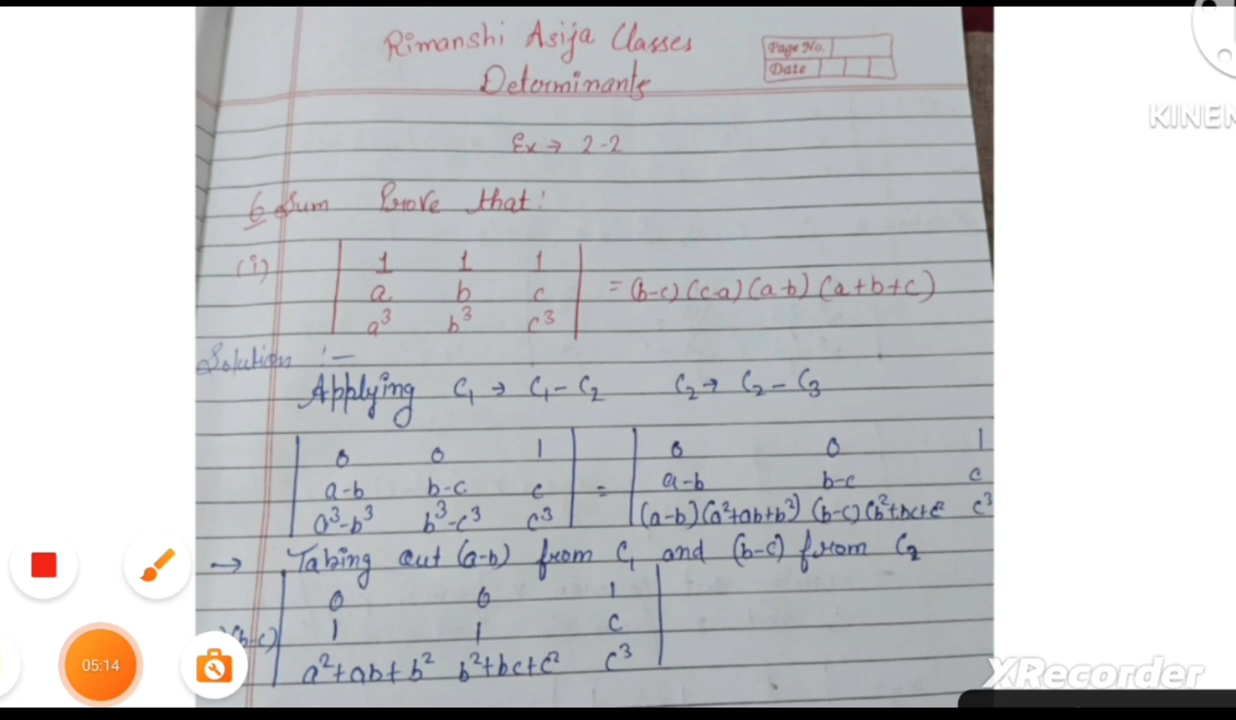 Rimanshi Asija Classes
Page No.
Date
Determinants
KINEM
Ex → 2-2
6 Sum Prove that:
(i) | 1 1 1 |
| a b c | = (b-c) (c-a) (a-b) (a+b+c)
| a³ b³ c³ |
Solution :-
Applying C₁ → C₁ - C₂ C₂ → C₂ - C₃
| 0 0 1 | | 0 0 1
| a-b b-c c | = | a-b b-c c
| a³-b³ b³-c³ c³ | | (a-b)(a²+ab+b²) (b-c)(b²+bc+c² c³
→ Taking out (a-b) from C₁ and (b-c) from C₂
| 0 0 1 |
)(b-c) | 1 1 c |
| a²+ab+b² b²+bc+c² c³ |
05:14
XRecorder